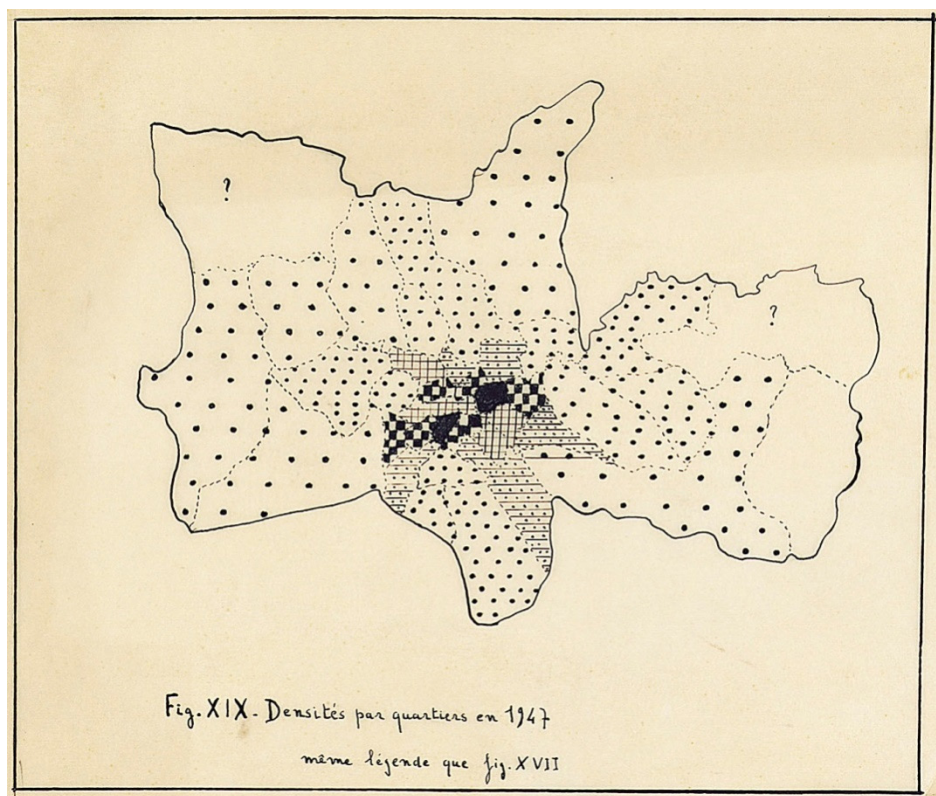 ?
?
Fig. XIX - Densités par quartiers en 1947
même légende que fig. XVII